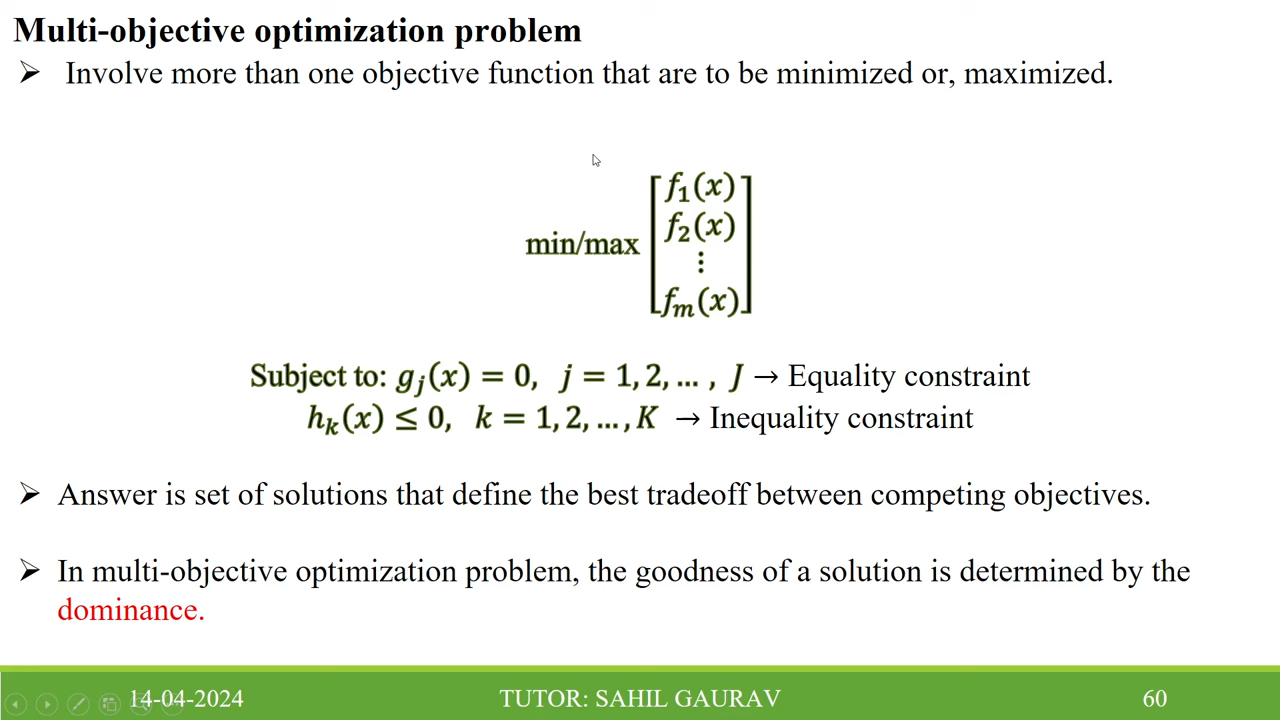 Multi-objective optimization problem
➢ Involve more than one objective function that are to be minimized or, maximized.
min/max [f₁(x)
f₂(x)
⋮
fₘ(x)]
Subject to: gⱼ(x) = 0, j = 1,2, … , J → Equality constraint
hₖ(x) ≤ 0, k = 1,2, …, K → Inequality constraint
➢ Answer is set of solutions that define the best tradeoff between competing objectives.
➢ In multi-objective optimization problem, the goodness of a solution is determined by the
dominance.
14-04-2024 TUTOR: SAHIL GAURAV 60